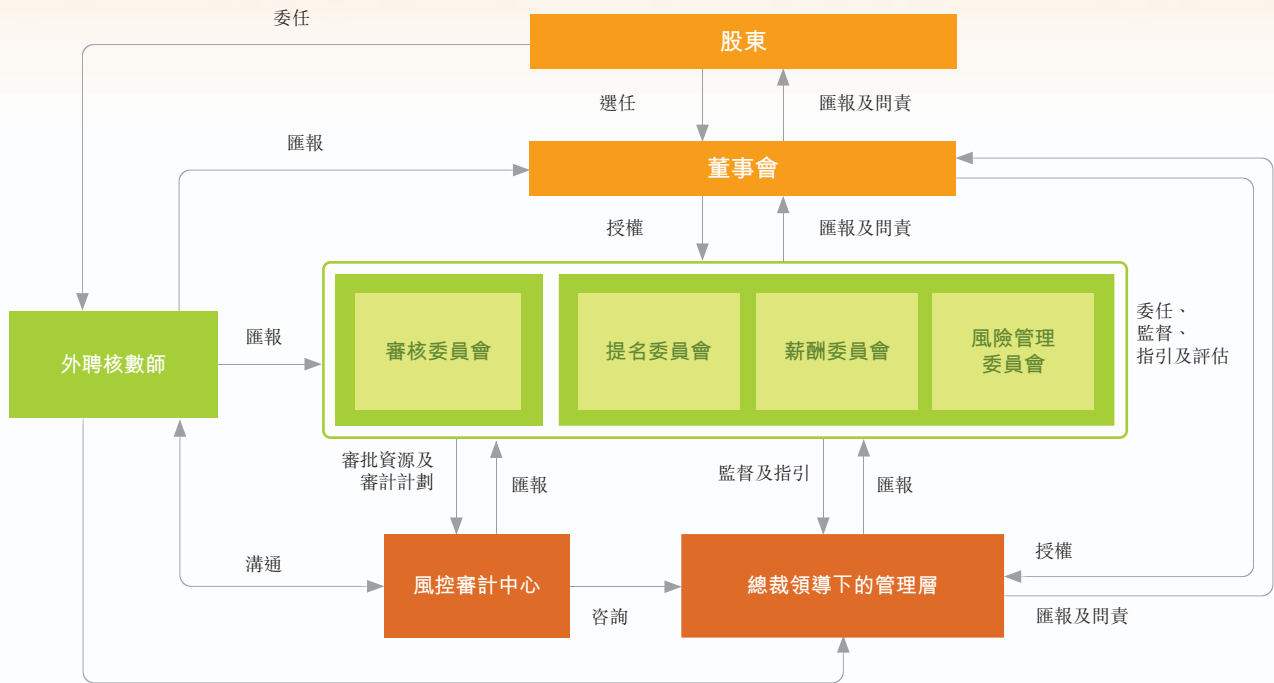 委任
股東
選任
匯報及問責
匯報
董事會
授權
匯報及問責
外聘核數師
匯報
審核委員會
提名委員會
薪酬委員會
風險管理
委員會
委任、
監督、
指引及評估
審批資源及
審計計劃
匯報
監督及指引
匯報
溝通
風控審計中心
咨詢
總裁領導下的管理層
授權
匯報及問責